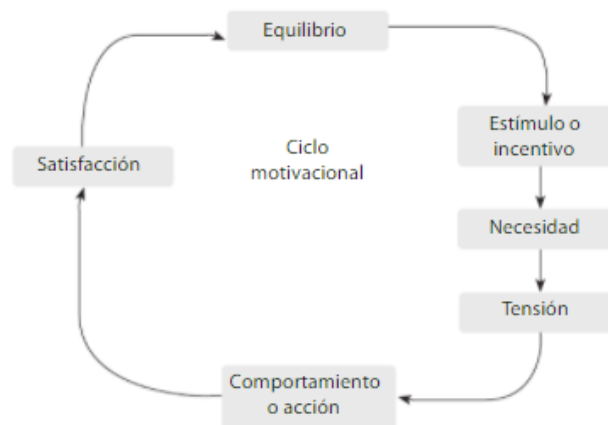 Equilibrio
Estímulo o
incentivo
Necesidad
Tensión
Comportamiento
o acción
Satisfacción
Ciclo
motivacional